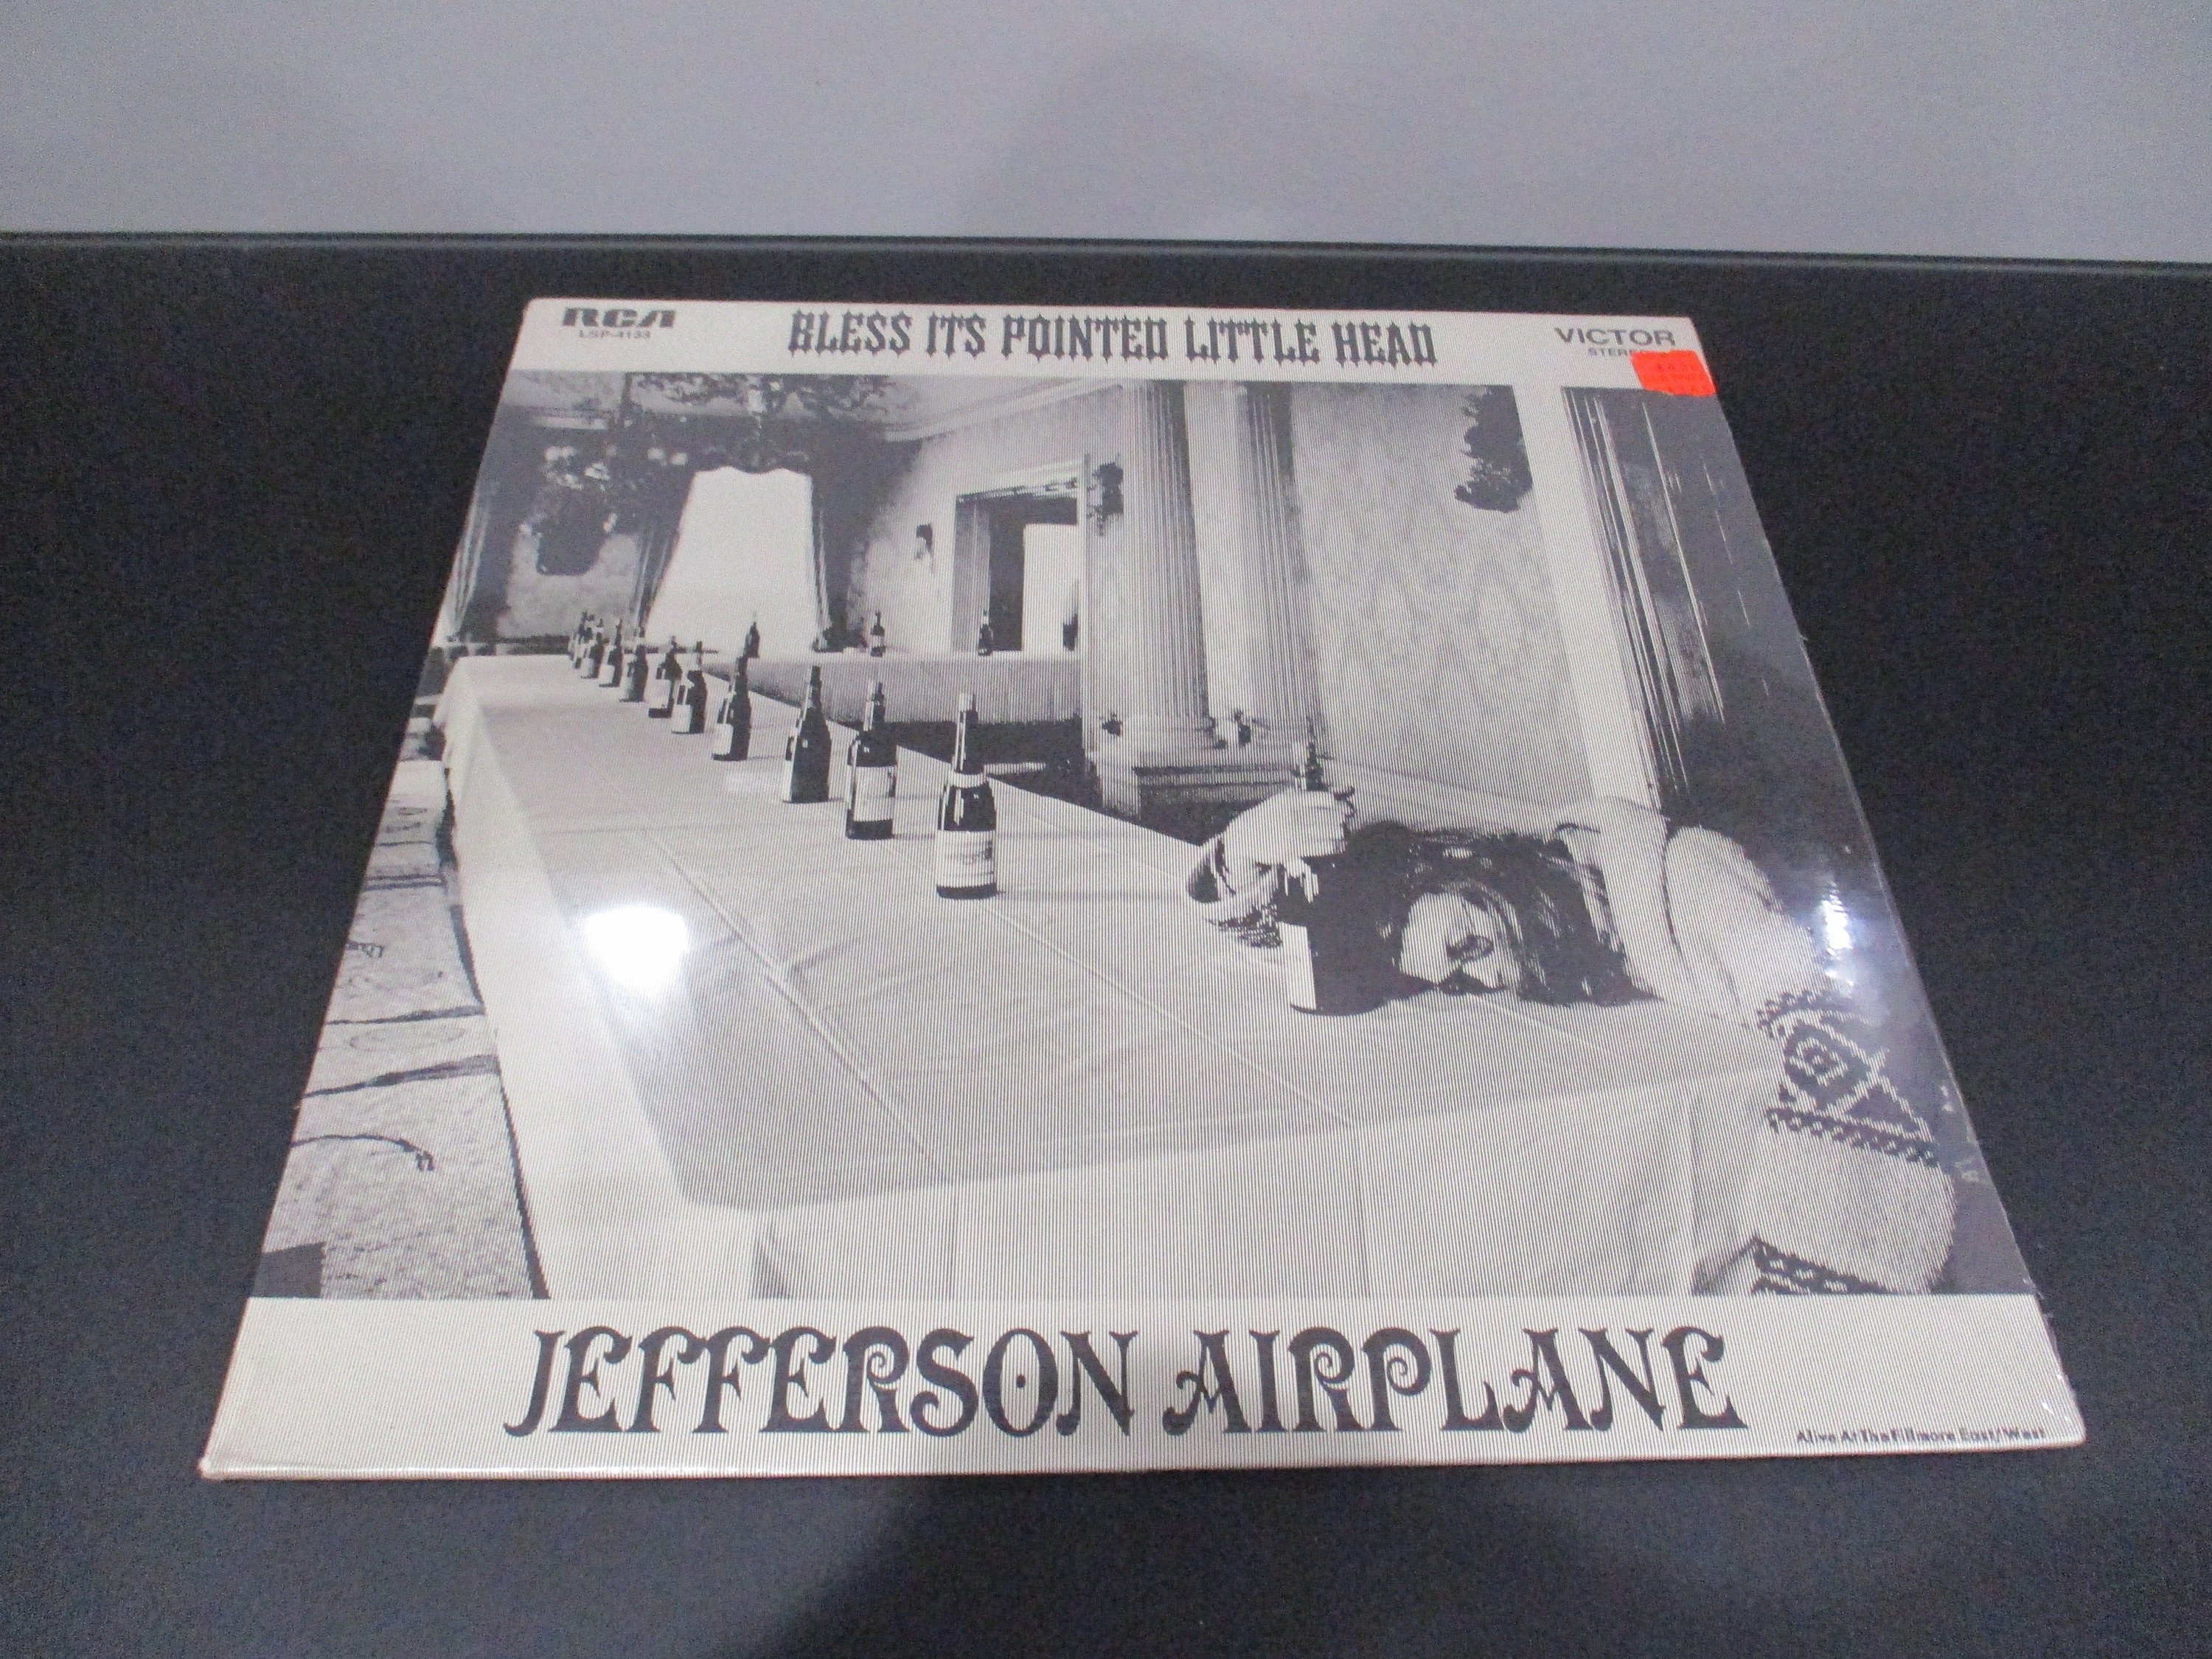 RCA
LSP-4133
BLESS ITS POINTED LITTLE HEAD
VICTOR
JEFFERSON AIRPLANE
Alive At The Fillmore East/West